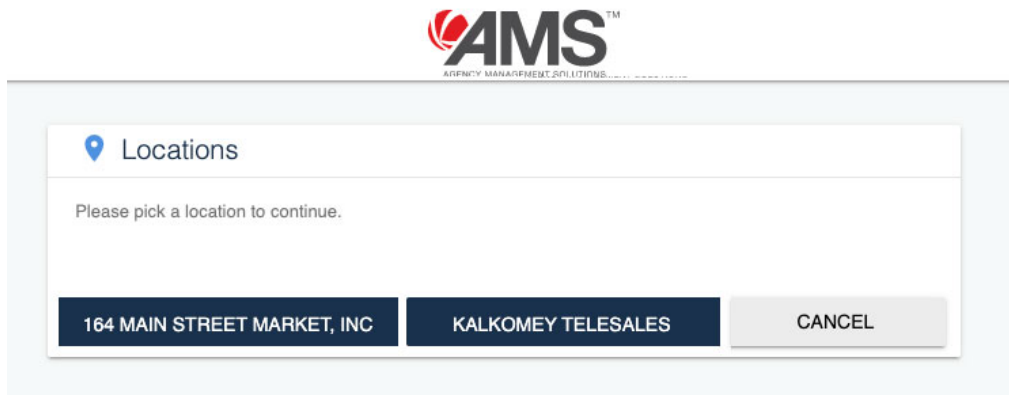 AMS™
AGENCY MANAGEMENT SOLUTIONS
Locations
Please pick a location to continue.
164 MAIN STREET MARKET, INC
KALKOMEY TELESALES
CANCEL